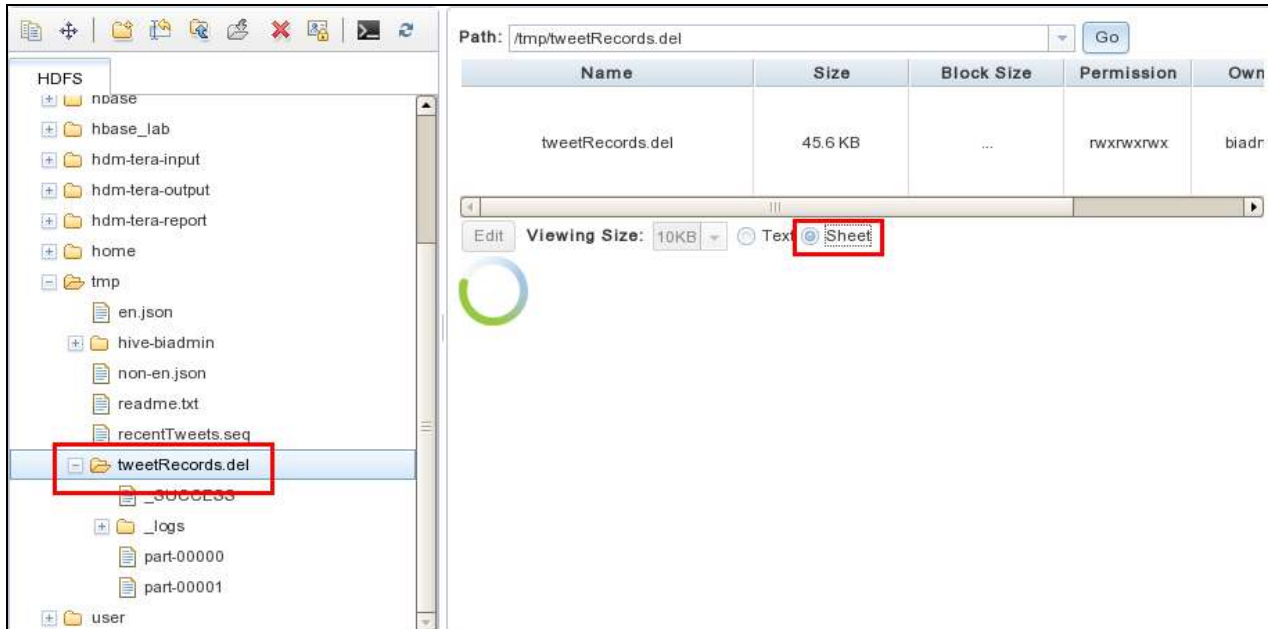 HDFS
hbase
hbase_lab
hdm-tera-input
hdm-tera-output
hdm-tera-report
home
tmp
en.json
hive-biadmin
non-en.json
readme.txt
recentTweets.seq
tweetRecords.del
_SUCCESS
_logs
part-00000
part-00001
user
Path: /tmp/tweetRecords.del Go
Name Size Block Size Permission Own
tweetRecords.del 45.6 KB ... rwxrwxrwx biadr
Edit Viewing Size: 10KB Text Sheet